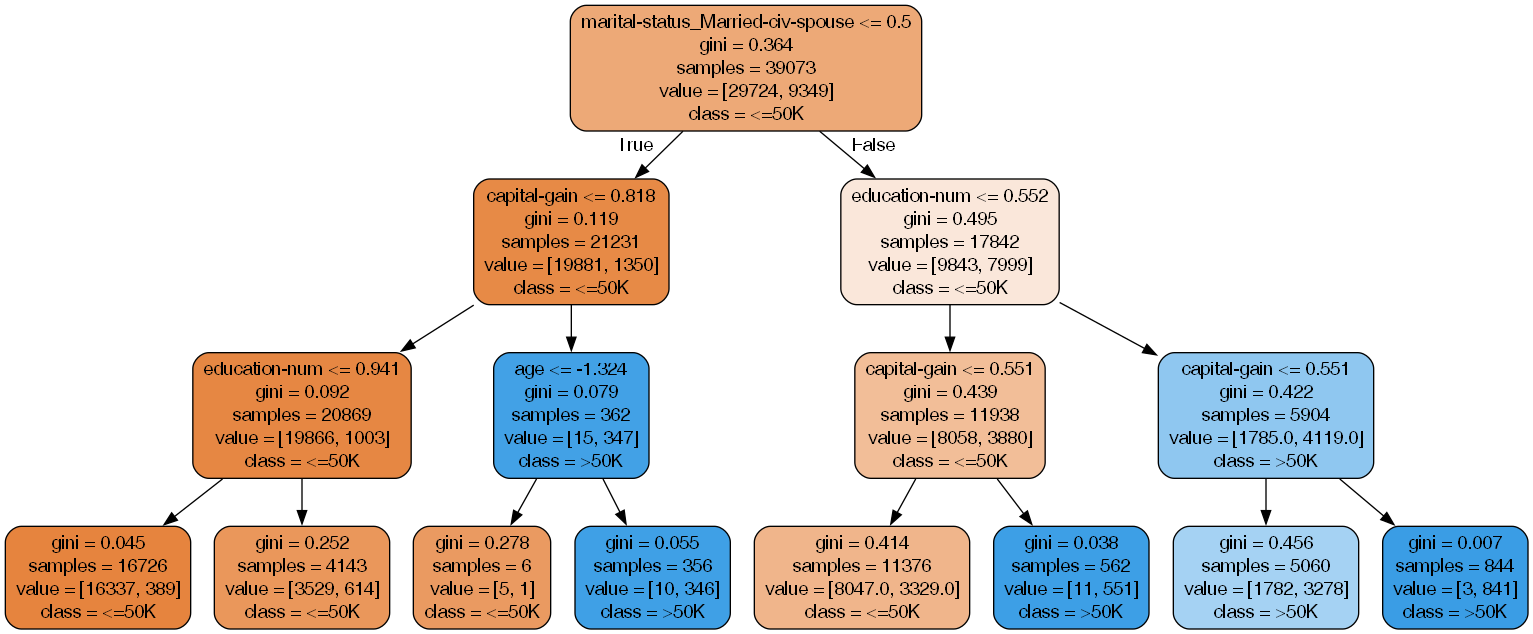 marital-status_Married-civ-spouse <= 0.5
gini = 0.364
samples = 39073
value = [29724, 9349]
class = <=50K
True
False
capital-gain <= 0.818
gini = 0.119
samples = 21231
value = [19881, 1350]
class = <=50K
education-num <= 0.552
gini = 0.495
samples = 17842
value = [9843, 7999]
class = <=50K
education-num <= 0.941
gini = 0.092
samples = 20869
value = [19866, 1003]
class = <=50K
age <= -1.324
gini = 0.079
samples = 362
value = [15, 347]
class = >50K
capital-gain <= 0.551
gini = 0.439
samples = 11938
value = [8058, 3880]
class = <=50K
capital-gain <= 0.551
gini = 0.422
samples = 5904
value = [1785.0, 4119.0]
class = >50K
gini = 0.045
samples = 16726
value = [16337, 389]
class = <=50K
gini = 0.252
samples = 4143
value = [3529, 614]
class = <=50K
gini = 0.278
samples = 6
value = [5, 1]
class = <=50K
gini = 0.055
samples = 356
value = [10, 346]
class = >50K
gini = 0.414
samples = 11376
value = [8047.0, 3329.0]
class = <=50K
gini = 0.038
samples = 562
value = [11, 551]
class = >50K
gini = 0.456
samples = 5060
value = [1782, 3278]
class = >50K
gini = 0.007
samples = 844
value = [3, 841]
class = >50K